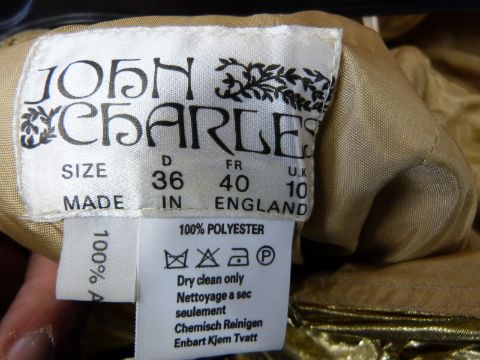 JOHN
CHARLES
SIZE D 36 FR 40 U.K 10
MADE IN ENGLAND
100%
100% POLYESTER
P
Dry clean only
Nettoyage a sec
seulement
Chemisch Reinigen
Enbart Kjem Tvatt